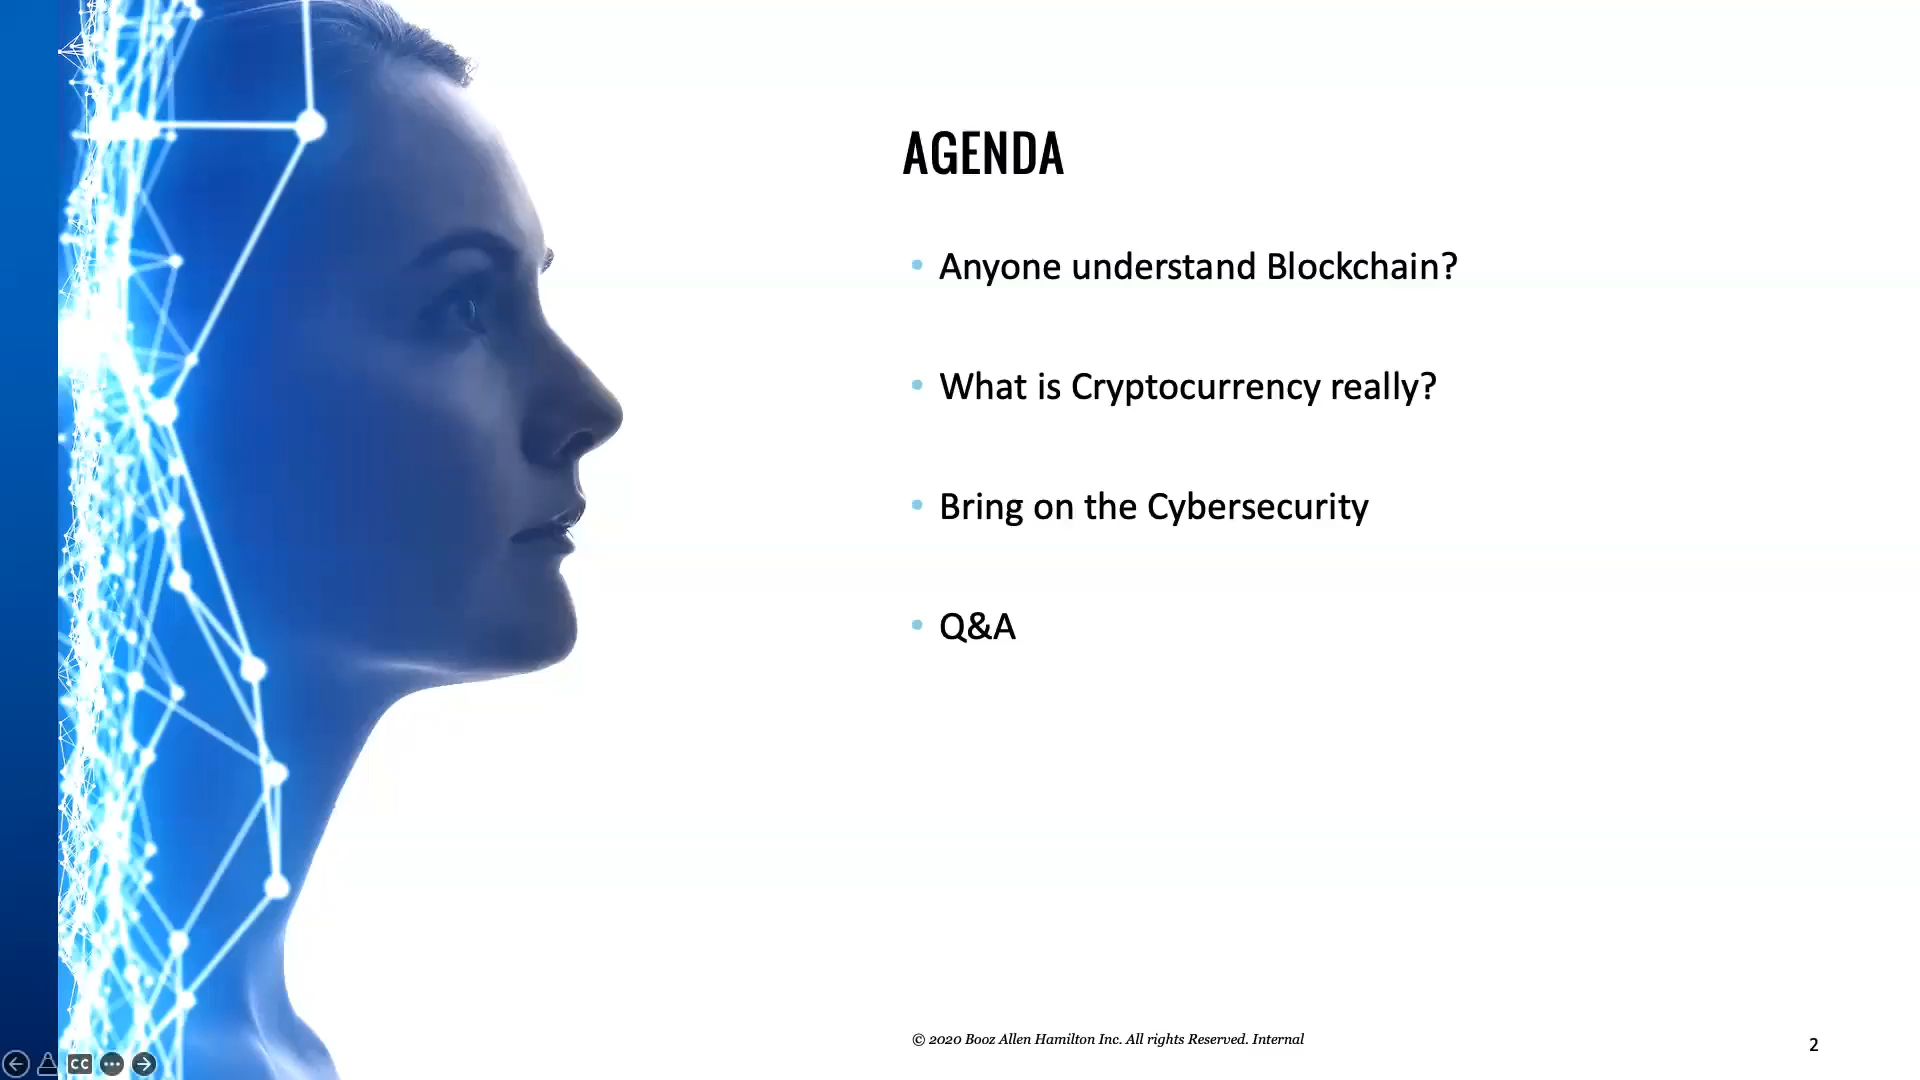 AGENDA
• Anyone understand Blockchain?
• What is Cryptocurrency really?
• Bring on the Cybersecurity
• Q&A
© 2020 Booz Allen Hamilton Inc. All rights Reserved. Internal
2
CC